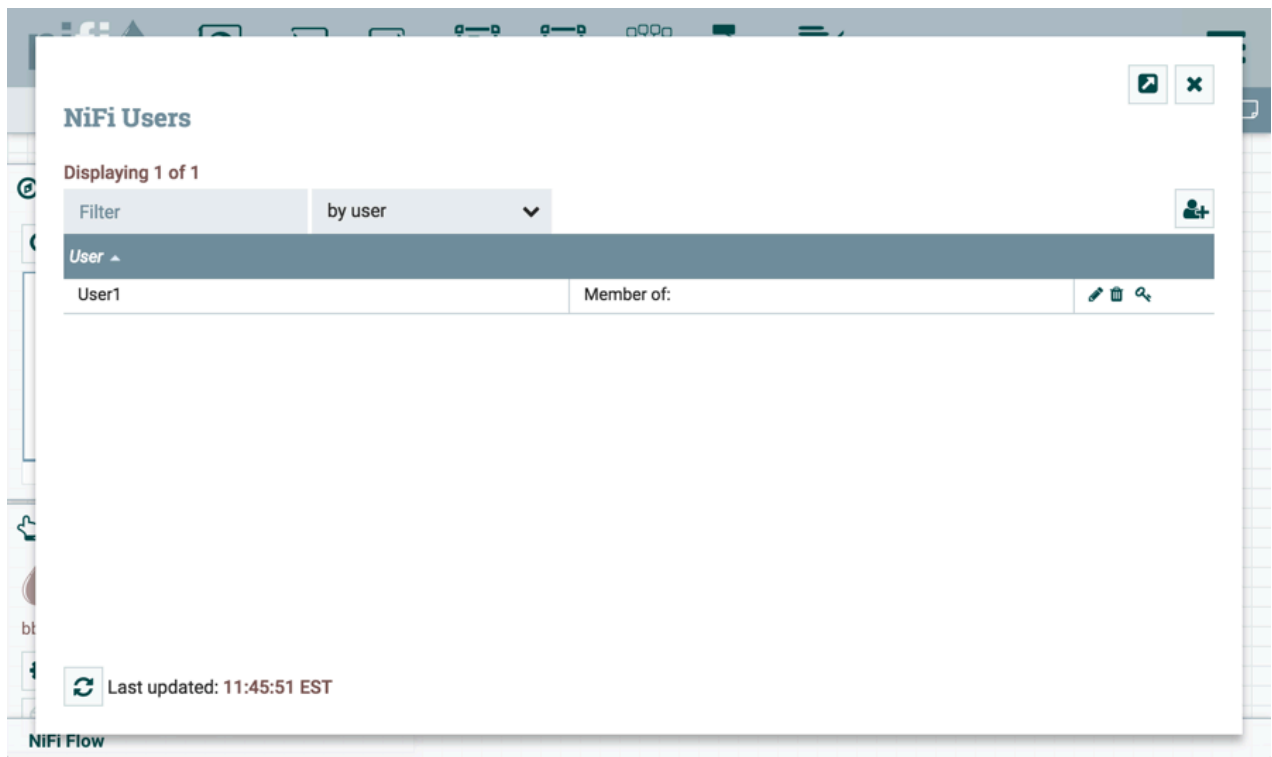 NiFi Users
Displaying 1 of 1
Filter by user
User
User1 Member of:
Last updated: 11:45:51 EST
NiFi Flow